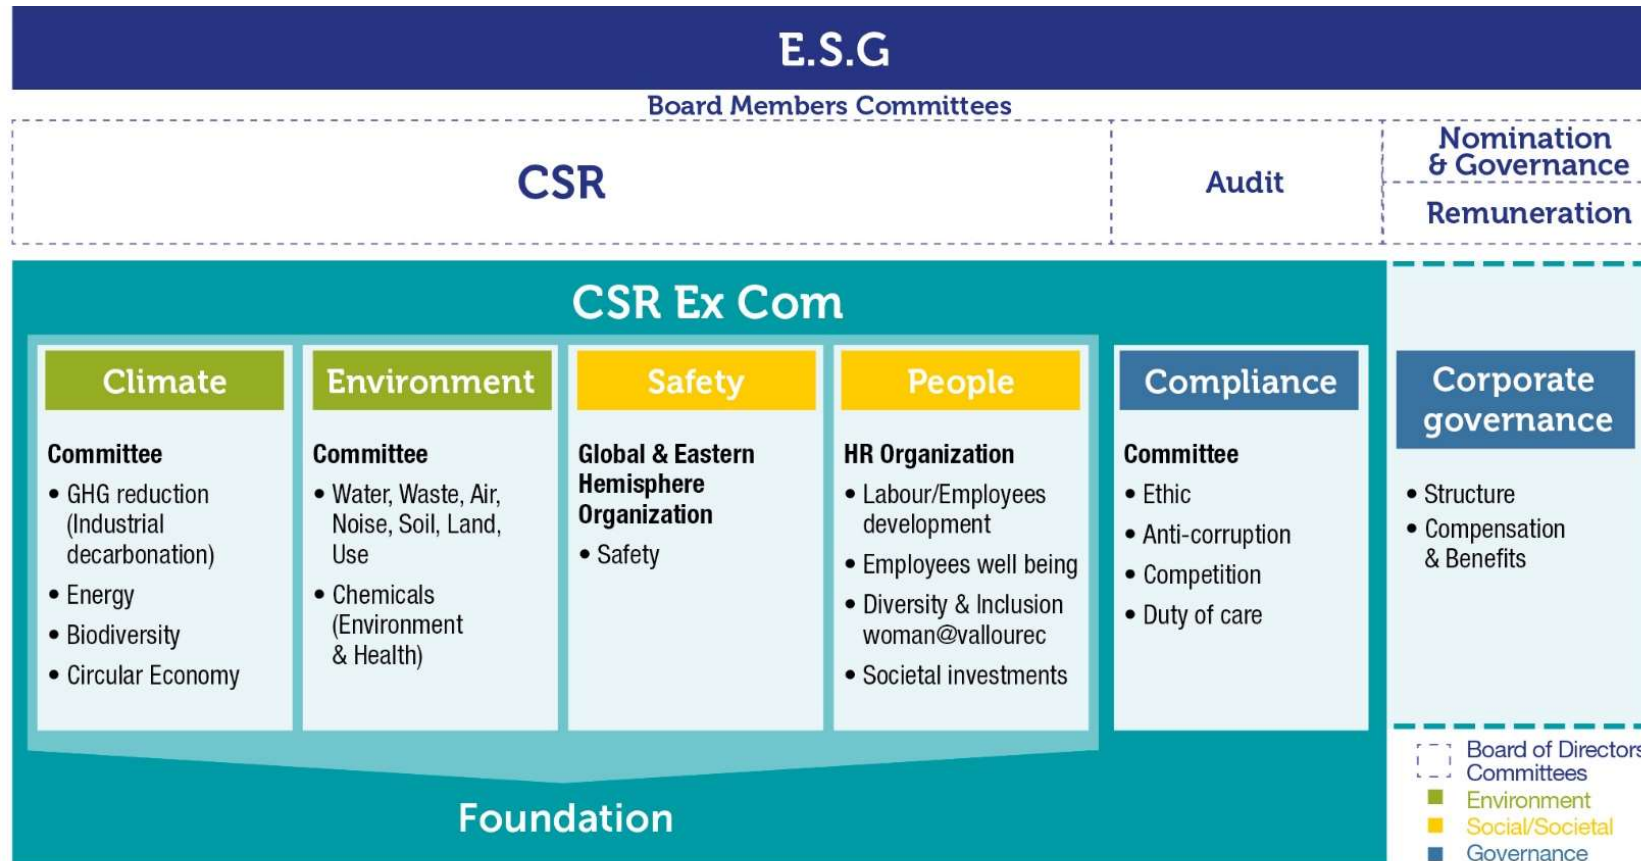 E.S.G
Board Members Committees
CSR
Audit
Nomination
& Governance
Remuneration
CSR Ex Com
Climate
Committee
• GHG reduction
(Industrial
decarbonation)
• Energy
• Biodiversity
• Circular Economy
Environment
Committee
• Water, Waste, Air,
Noise, Soil, Land,
Use
• Chemicals
(Environment
& Health)
Safety
Global & Eastern
Hemisphere
Organization
• Safety
People
HR Organization
• Labour/Employees
development
• Employees well being
• Diversity & Inclusion
woman@vallourec
• Societal investments
Compliance
Committee
• Ethic
• Anti-corruption
• Competition
• Duty of care
Corporate
governance
• Structure
• Compensation
& Benefits
Foundation
Board of Directors
Committees
Environment
Social/Societal
Governance